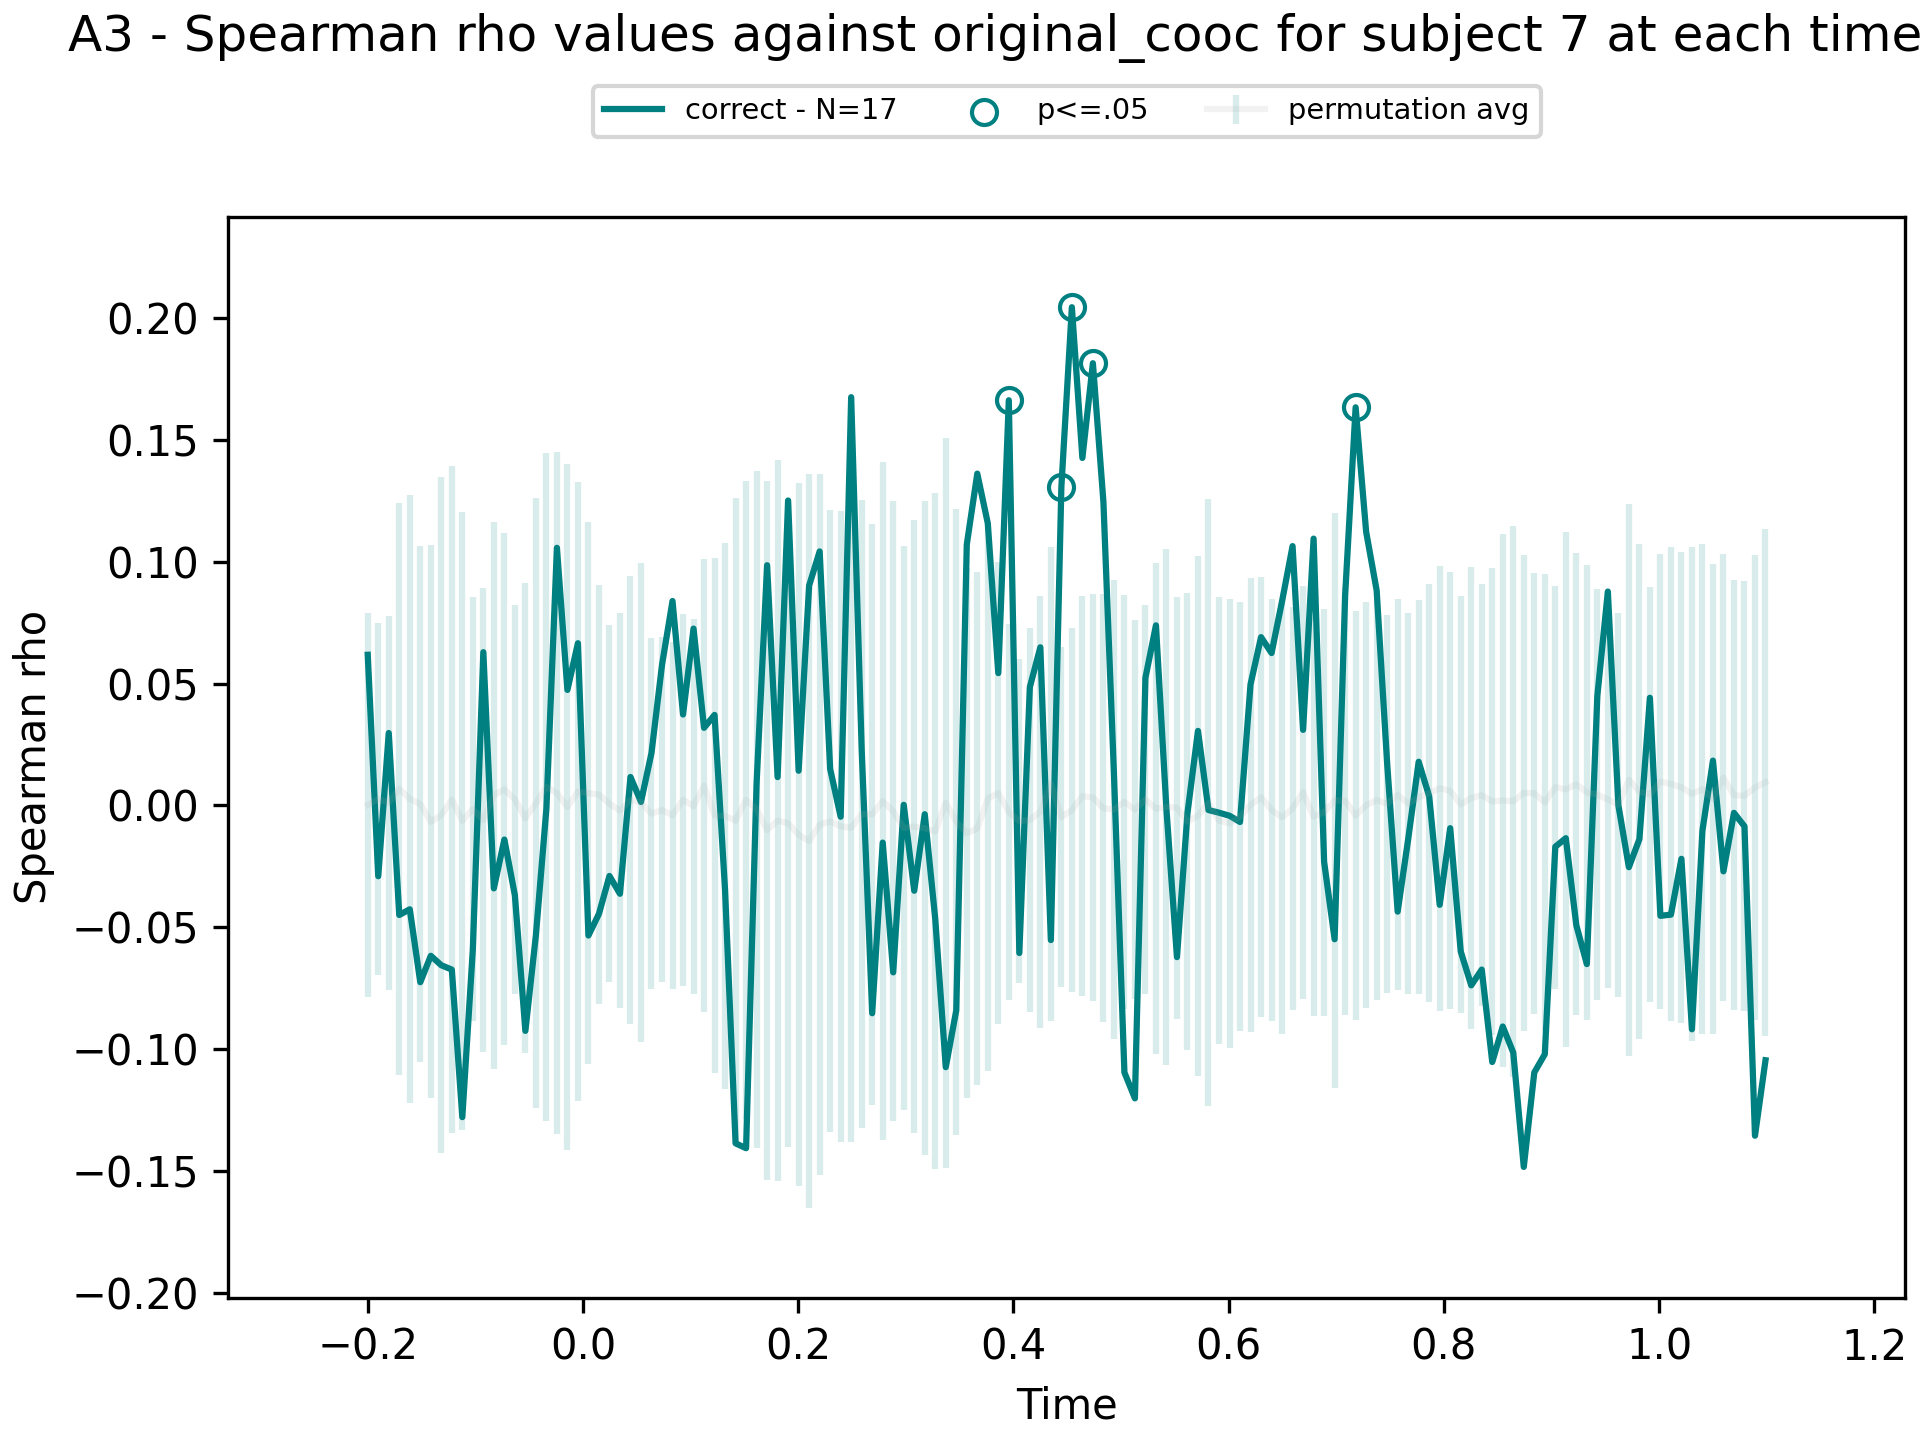 A3 - Spearman rho values against original_cooc for subject 7 at each time
correct - N=17 p<=.05 permutation avg
0.20
0.15
0.10
0.05
0.00
−0.05
−0.10
−0.15
−0.20
Spearman rho
−0.2 0.0 0.2 0.4 0.6 0.8 1.0 1.2
Time